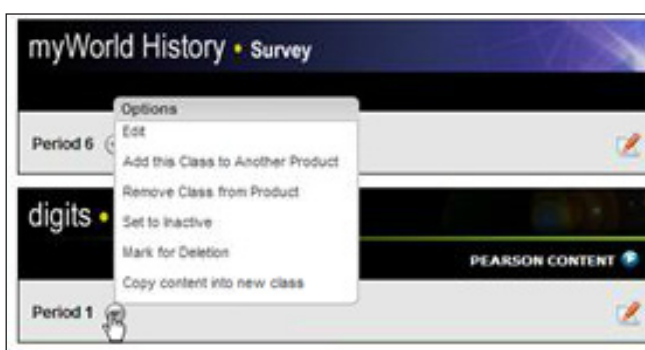 myWorld History • Survey
Options
Period 6
Edit
Add this Class to Another Product
Remove Class from Product
digits •
Set to Inactive
Mark for Deletion
PEARSON CONTENT
Copy content into new class
Period 1